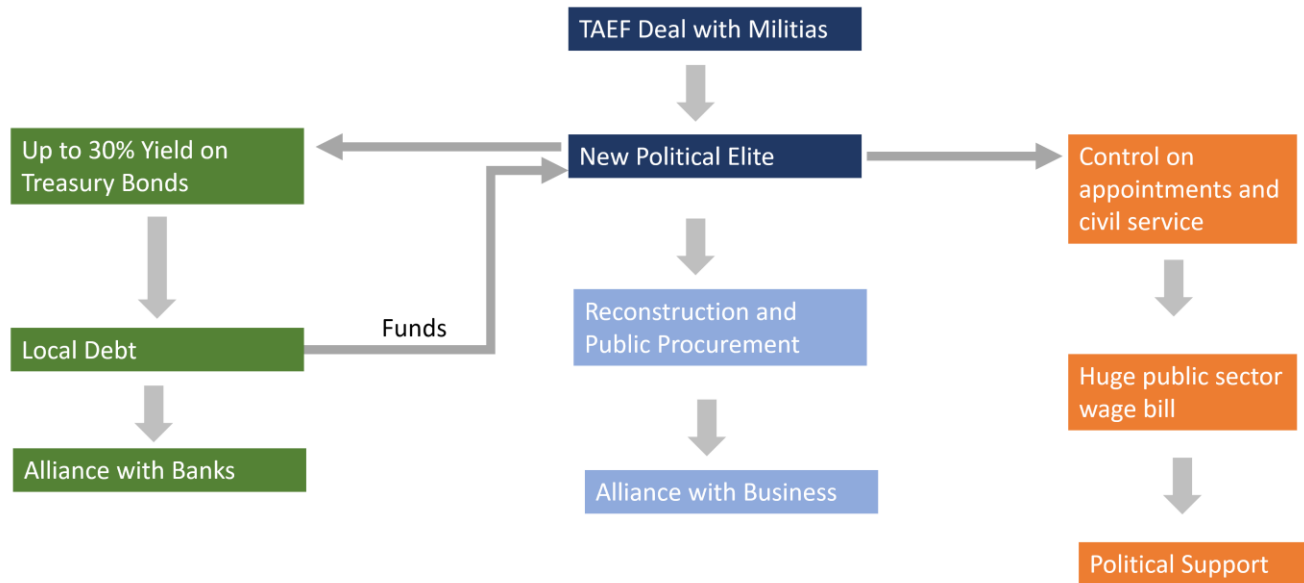 TAEF Deal with Militias
Up to 30% Yield on
Treasury Bonds
New Political Elite
Control on
appointments and
civil service
Funds
Local Debt
Reconstruction and
Public Procurement
Huge public sector
wage bill
Alliance with Banks
Alliance with Business
Political Support